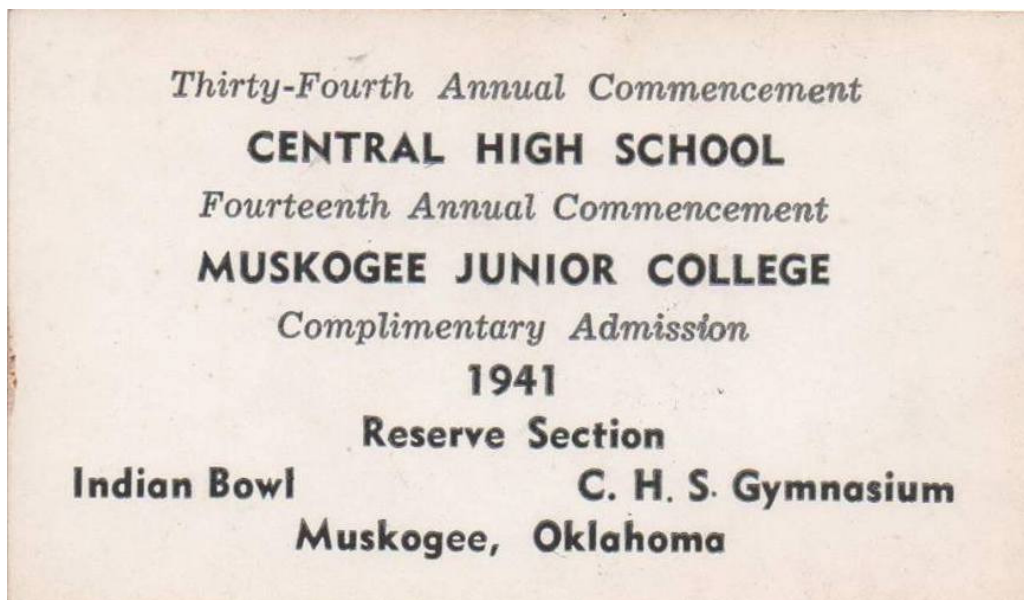 Thirty-Fourth Annual Commencement
CENTRAL HIGH SCHOOL
Fourteenth Annual Commencement
MUSKOGEE JUNIOR COLLEGE
Complimentary Admission
1941
Reserve Section
Indian Bowl C. H. S. Gymnasium
Muskogee, Oklahoma